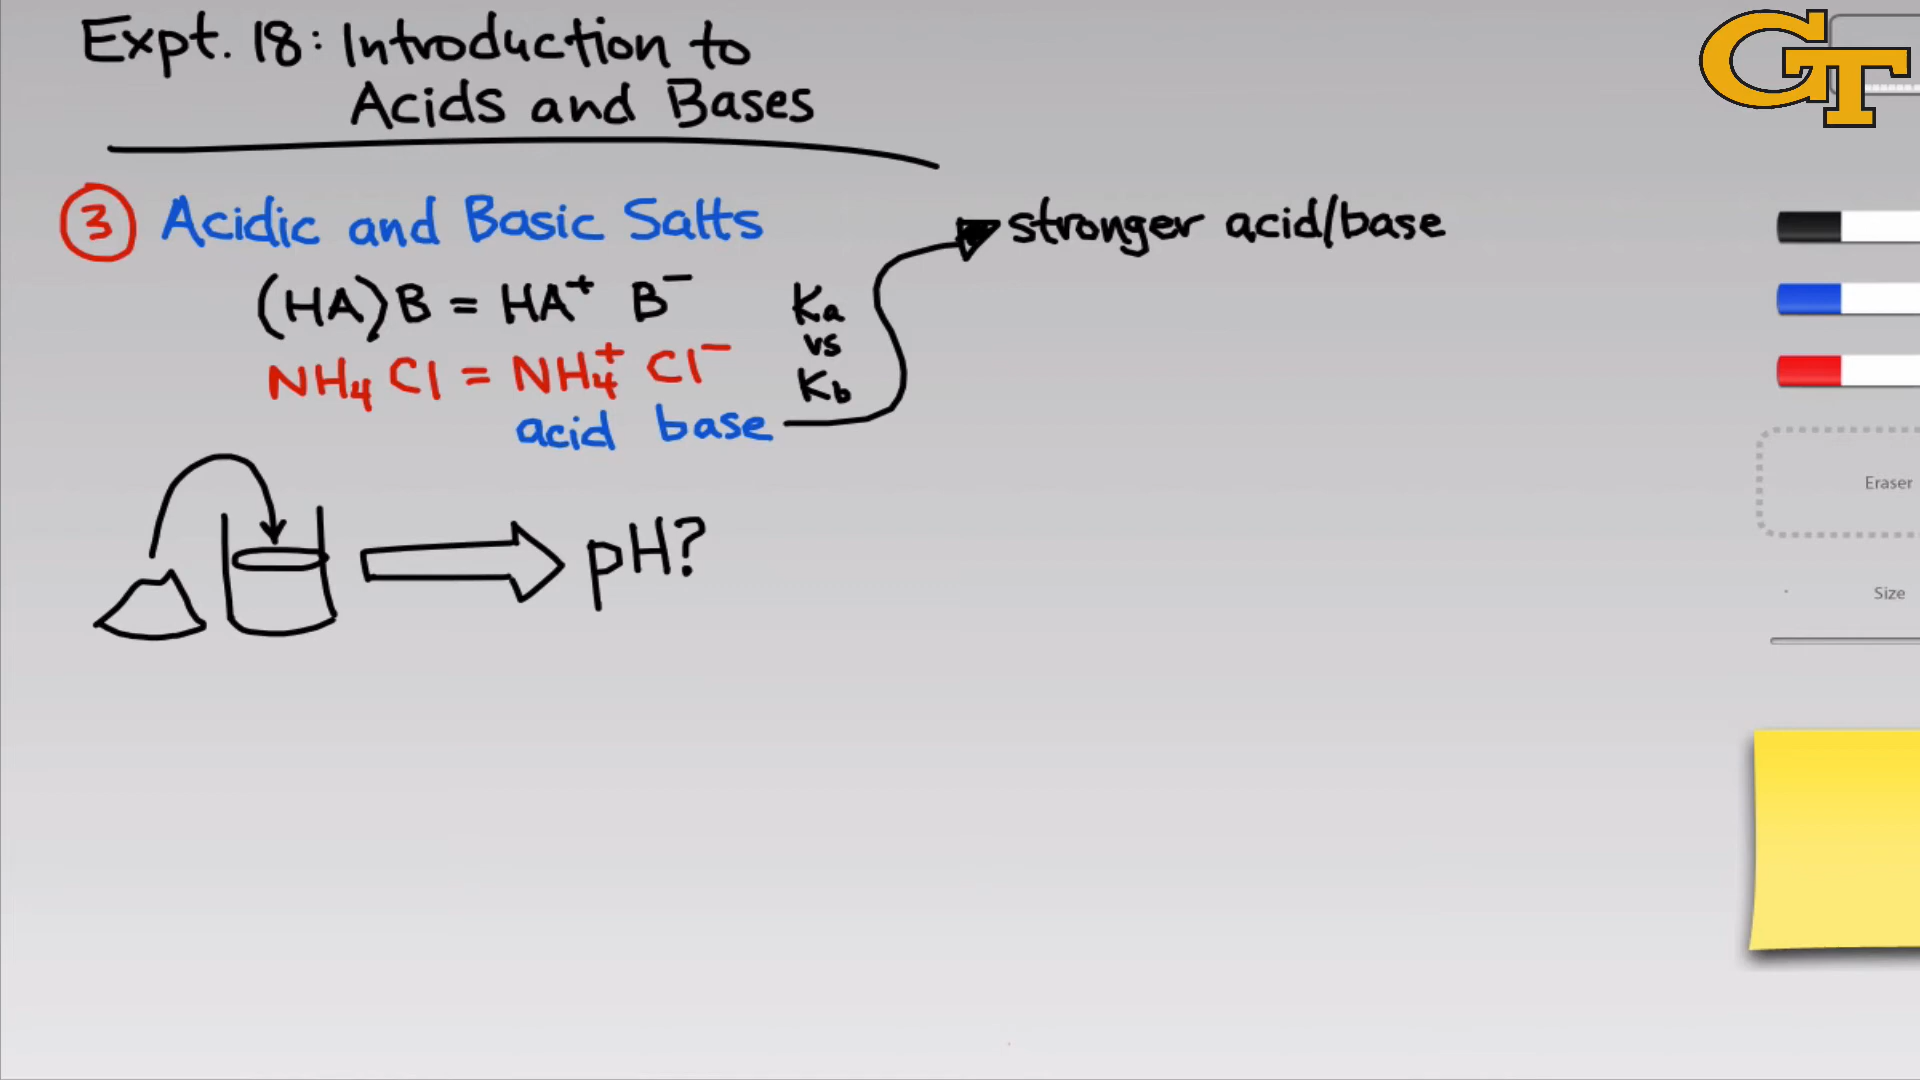 Expt. 18: Introduction to
Acids and Bases
GT
3 Acidic and Basic Salts
stronger acid/base
(HA)B = HA⁺ B⁻
Ka
vs
Kb
NH₄Cl = NH₄⁺ Cl⁻
acid base
pH?
Eraser
Size